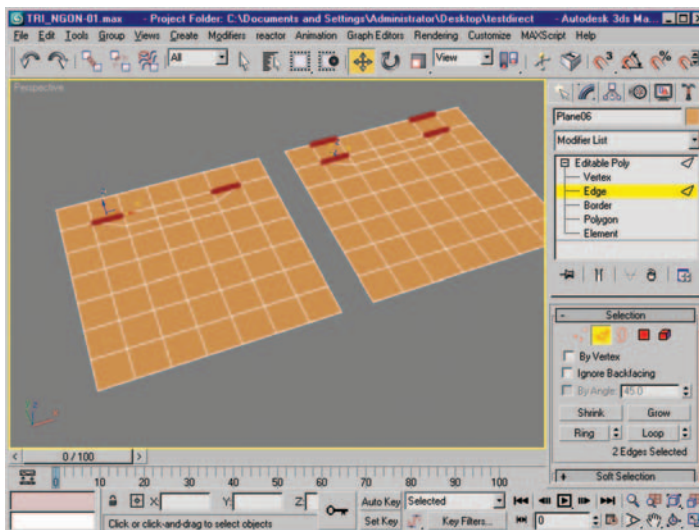 TRI_NGON-01.max - Project Folder: C:\Documents and Settings\Administrator\Desktop\testdirect - Autodesk 3ds Ma...
File Edit Tools Group Views Create Modifiers reactor Animation Graph Editors Rendering Customize MAXScript Help
All View
Perspective
Plane06
Modifier List
Editable Poly
Vertex
Edge
Border
Polygon
Element
Selection
By Vertex
Ignore Backfacing
By Angle: 45.0
Shrink Grow
Ring Loop
2 Edges Selected
Soft Selection
0 / 100
0 10 20 30 40 50 60 70 80 90 100
X: Y: Z:
Auto Key Selected
Click or click-and-drag to select objects
Set Key Key Filters... 0